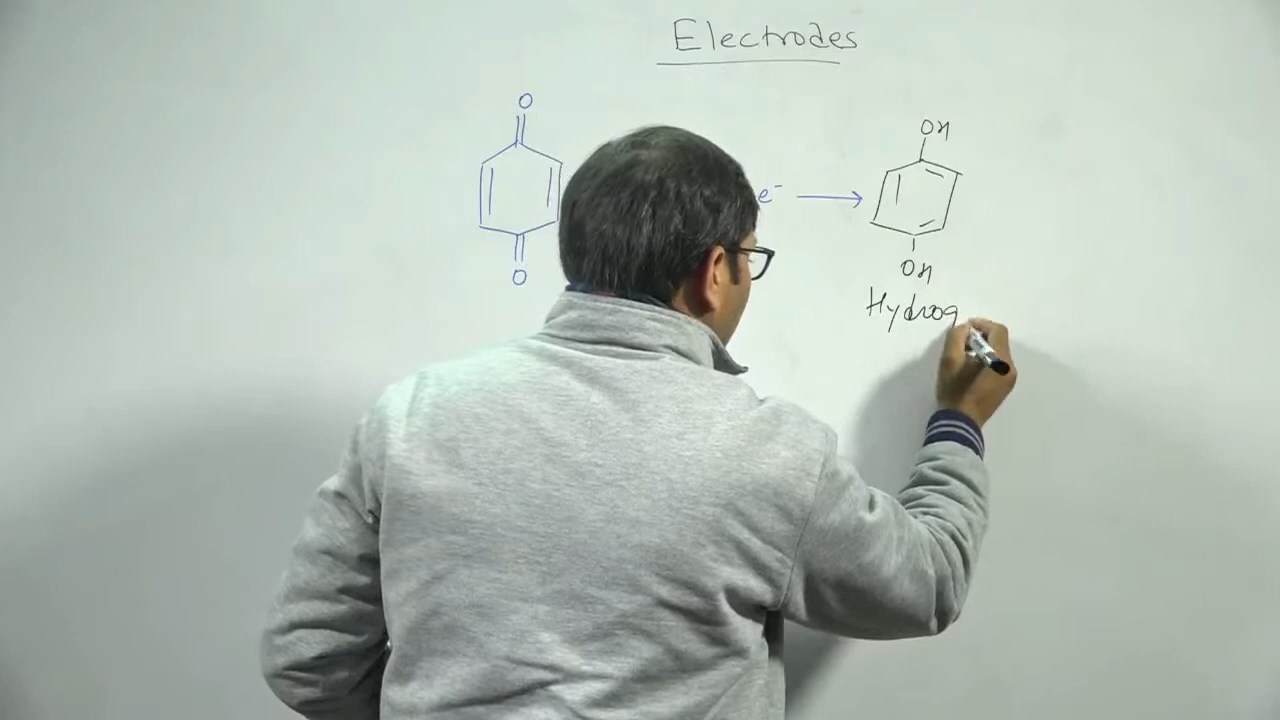 Electrodes
O
O
e⁻ ⟶
OH
OH
Hydroq